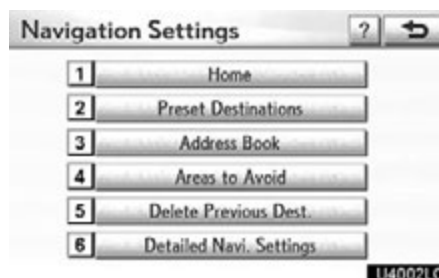 Navigation Settings ?
1 Home
2 Preset Destinations
3 Address Book
4 Areas to Avoid
5 Delete Previous Dest.
6 Detailed Navi. Settings